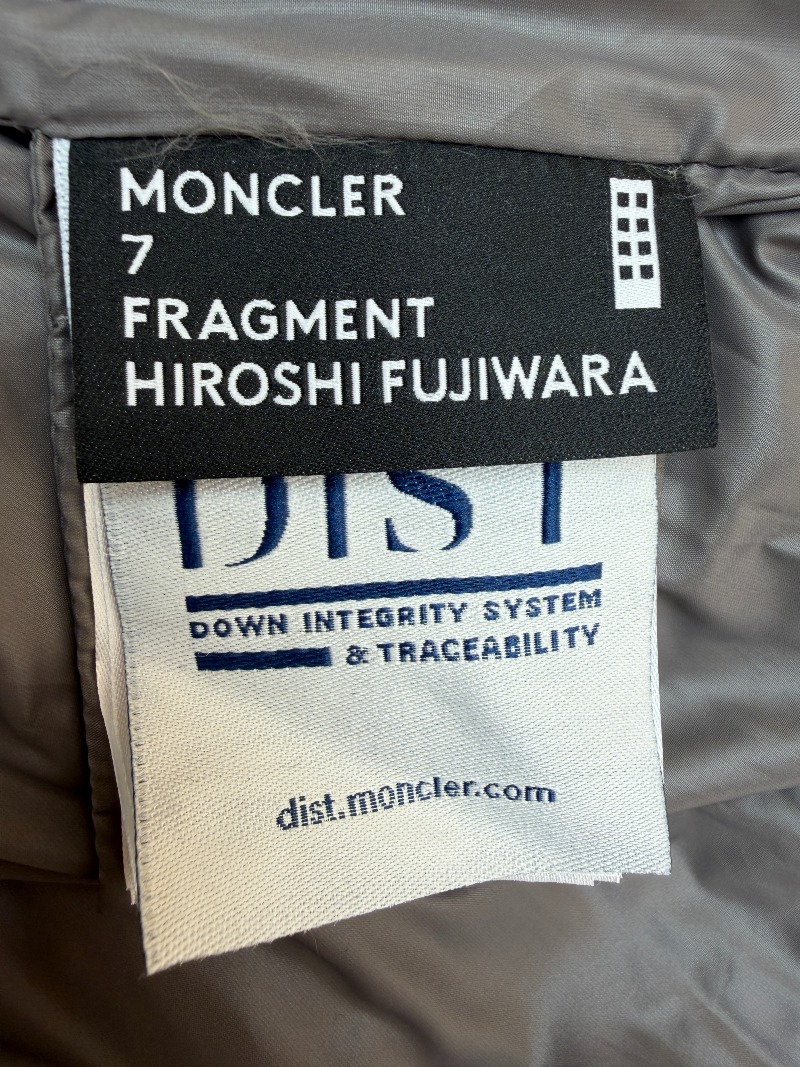 MONCLER
7
FRAGMENT
HIROSHI FUJIWARA
DIST
DOWN INTEGRITY SYSTEM
& TRACEABILITY
dist.moncler.com